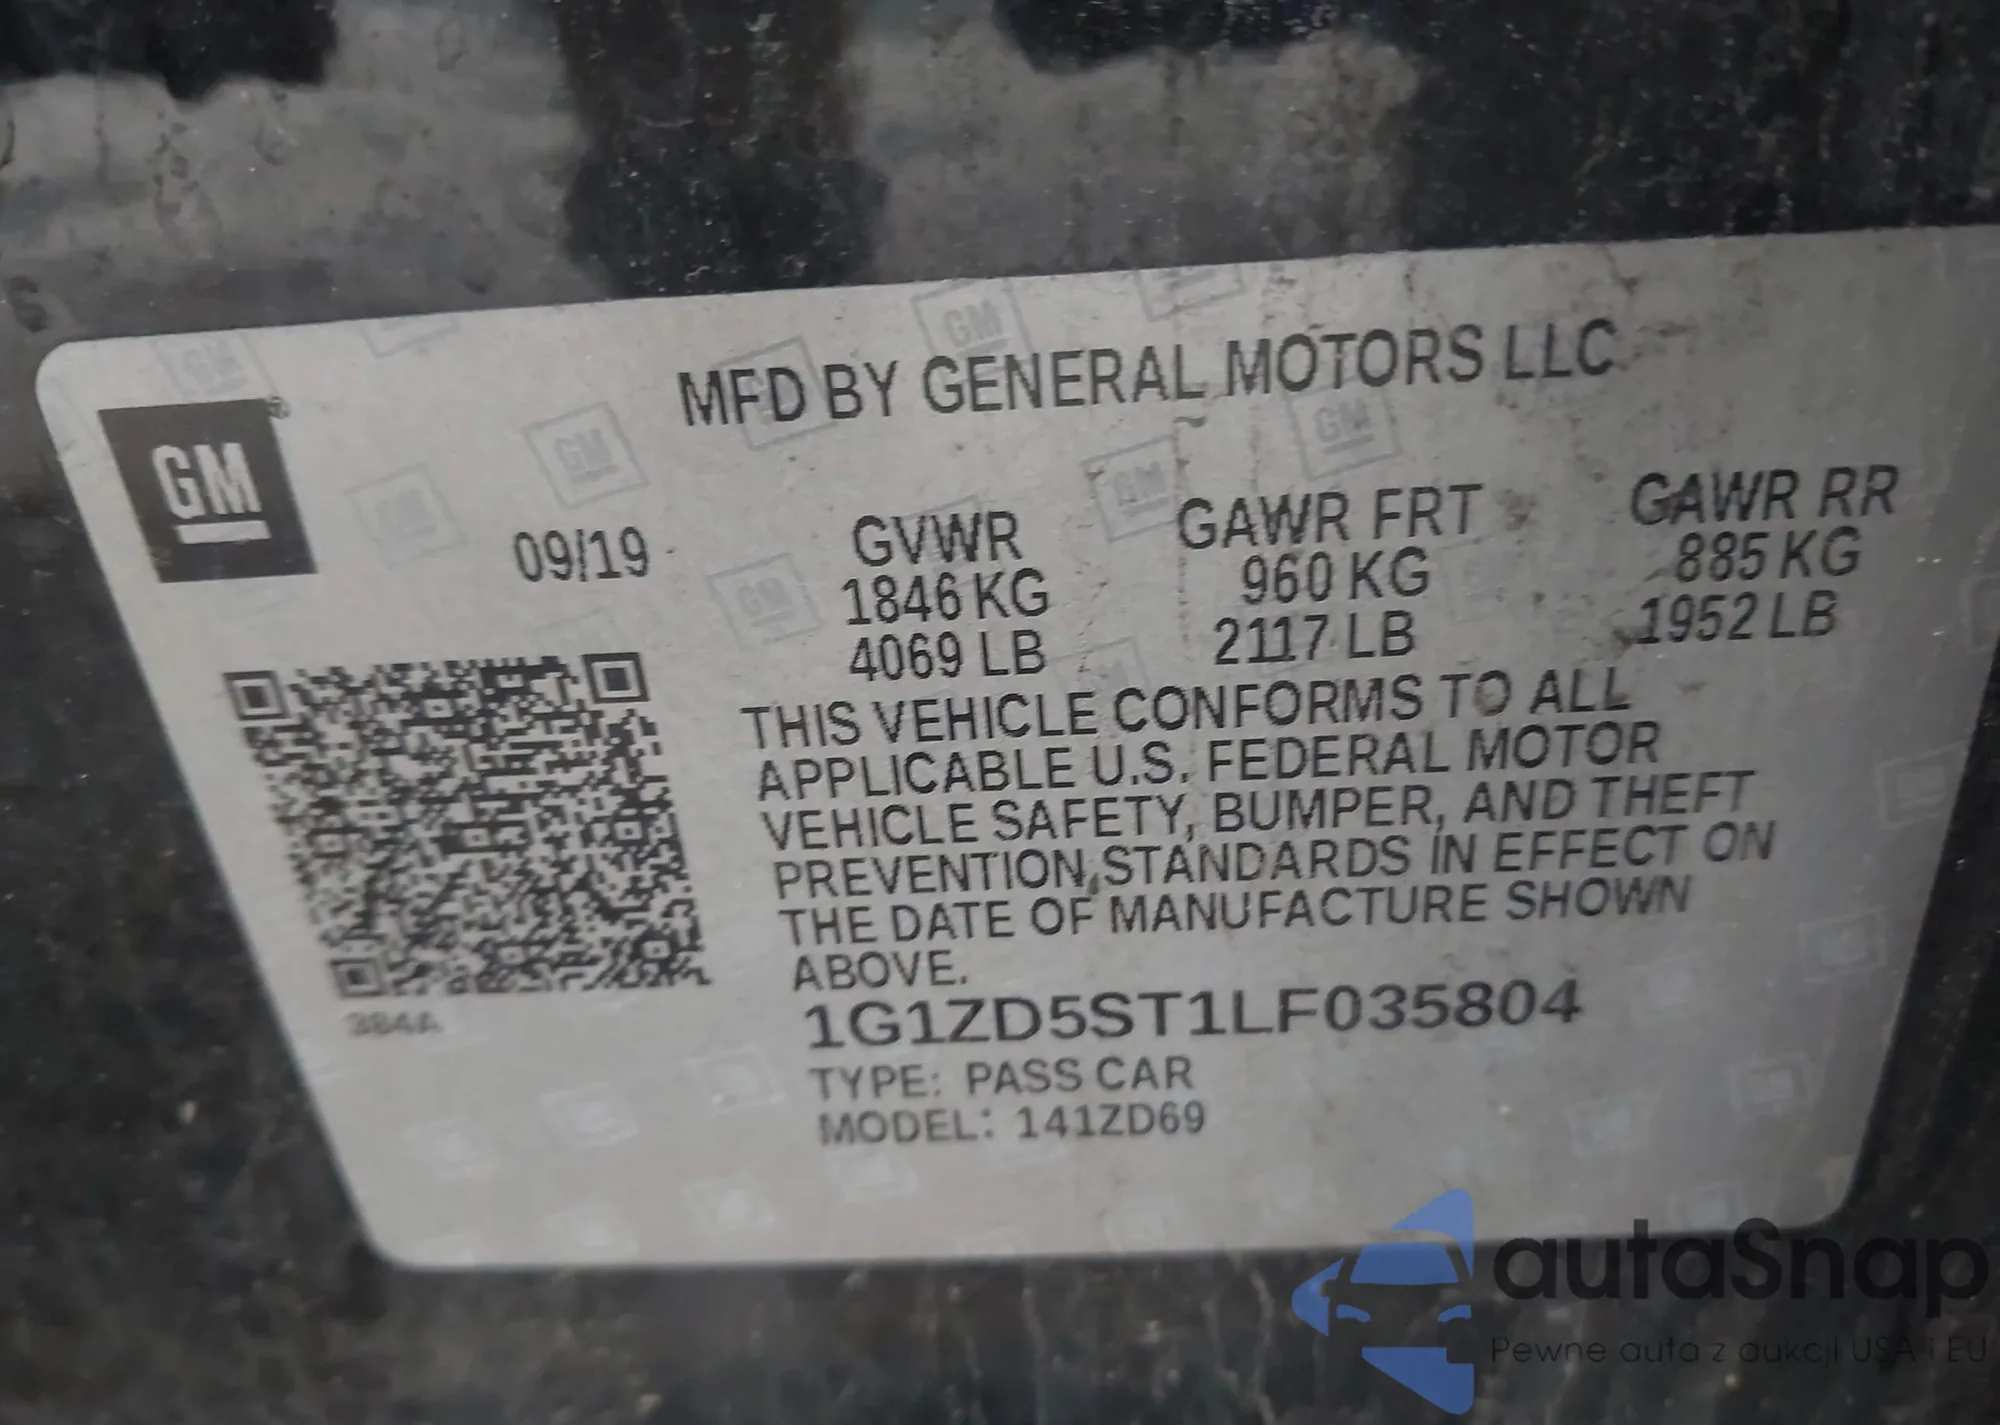 MFD BY GENERAL MOTORS LLC
GM
09/19
GVWR GAWR FRT GAWR RR
1846 KG 960 KG 885 KG
4069 LB 2117 LB 1952 LB
THIS VEHICLE CONFORMS TO ALL
APPLICABLE U.S. FEDERAL MOTOR
VEHICLE SAFETY, BUMPER, AND THEFT
PREVENTION STANDARDS IN EFFECT ON
THE DATE OF MANUFACTURE SHOWN
ABOVE.
1G1ZD5ST1LF035804
384A
TYPE: PASS CAR
MODEL: 141ZD69
autaSnap
Pewne auta z aukcji USA i EU